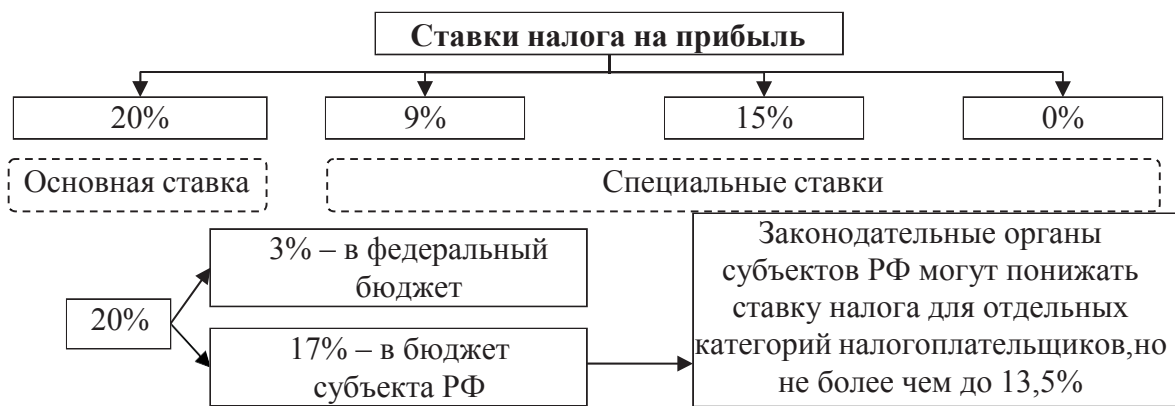 Ставки налога на прибыль
20%
9%
15%
0%
Основная ставка
Специальные ставки
20%
3% – в федеральный
бюджет
17% – в бюджет
субъекта РФ
Законодательные органы
субъектов РФ могут понижать
ставку налога для отдельных
категорий налогоплательщиков,но
не более чем до 13,5%